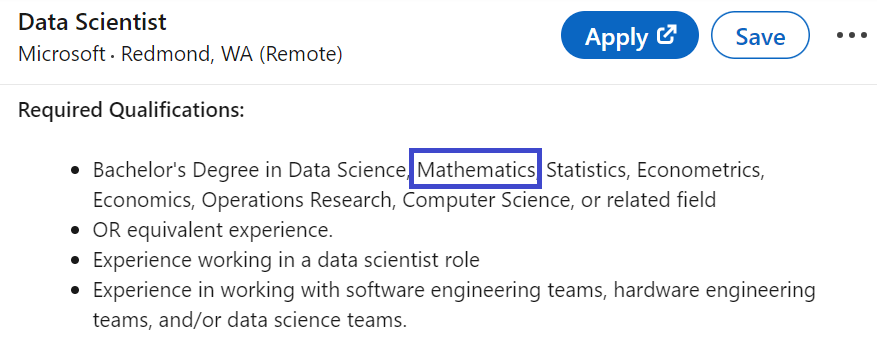 Data Scientist
Microsoft · Redmond, WA (Remote)
Apply
Save
Required Qualifications:
Bachelor's Degree in Data Science, Mathematics, Statistics, Econometrics,
Economics, Operations Research, Computer Science, or related field
OR equivalent experience.
Experience working in a data scientist role
Experience in working with software engineering teams, hardware engineering
teams, and/or data science teams.